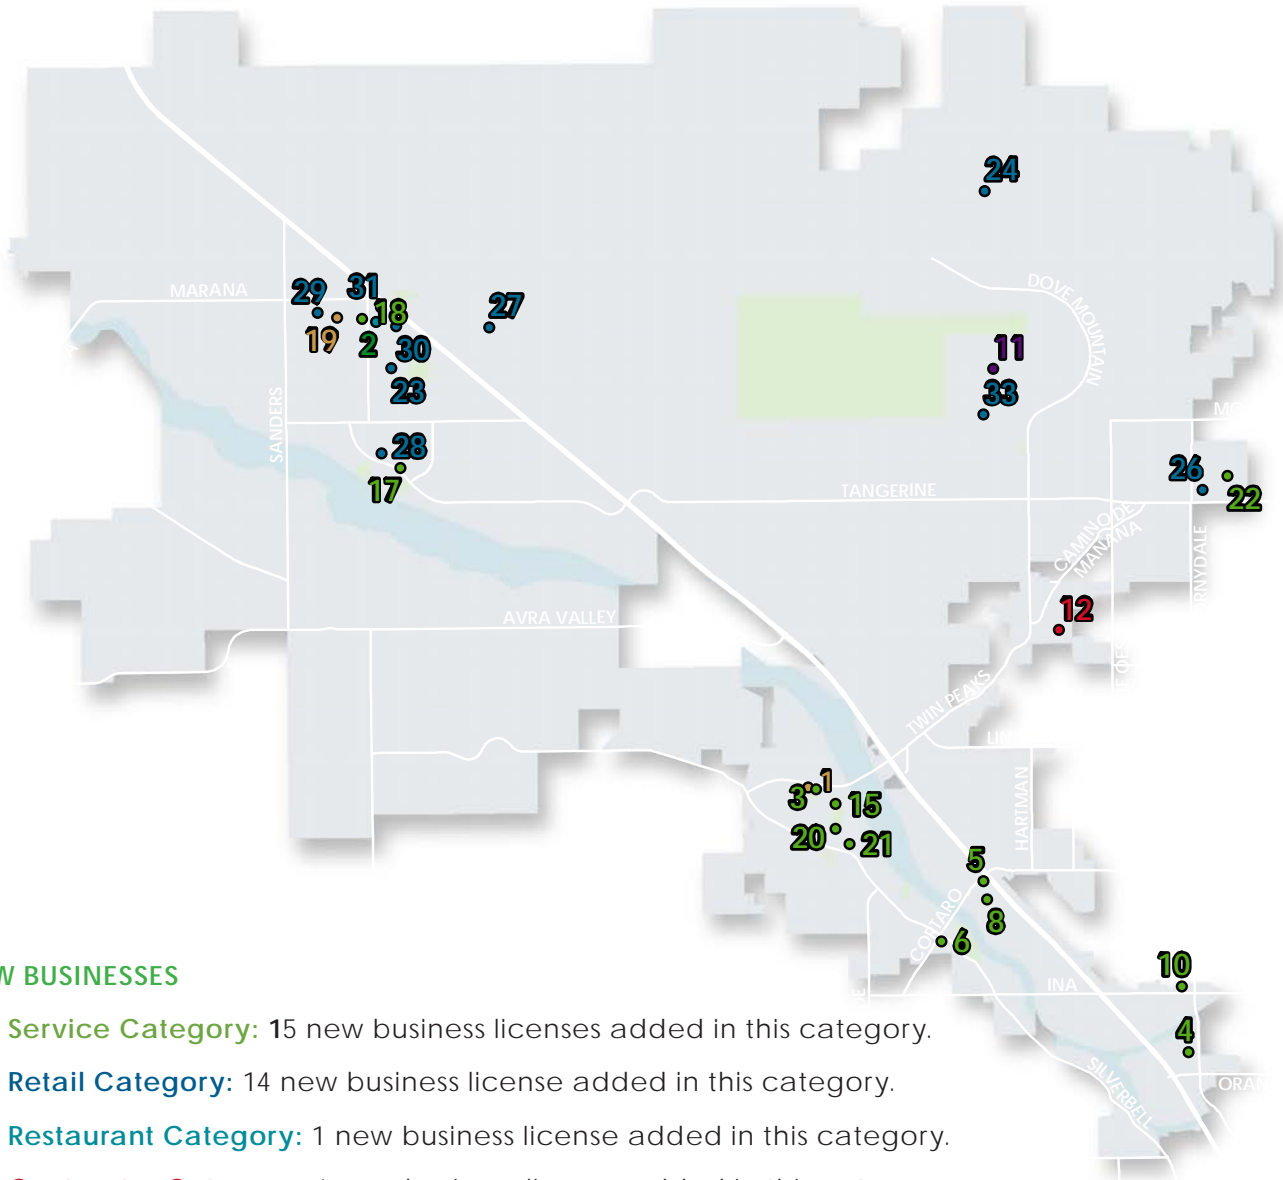 24
MARANA
29
31
18
27
DOVE MOUNTAIN
19
2
30
11
23
33
SANDERS
28
26
17
TANGERINE
22
CAMINO DE
MANANA
12
AVRA VALLEY
TWIN PEAKS
1
3
15
HARTMAN
20
21
5
8
CORTARO
6
10
INA
4
SILVERBELL
BUSINESSES
Service Category: 15 new business licenses added in this category.
Retail Category: 14 new business license added in this category.
Restaurant Category: 1 new business license added in this category.